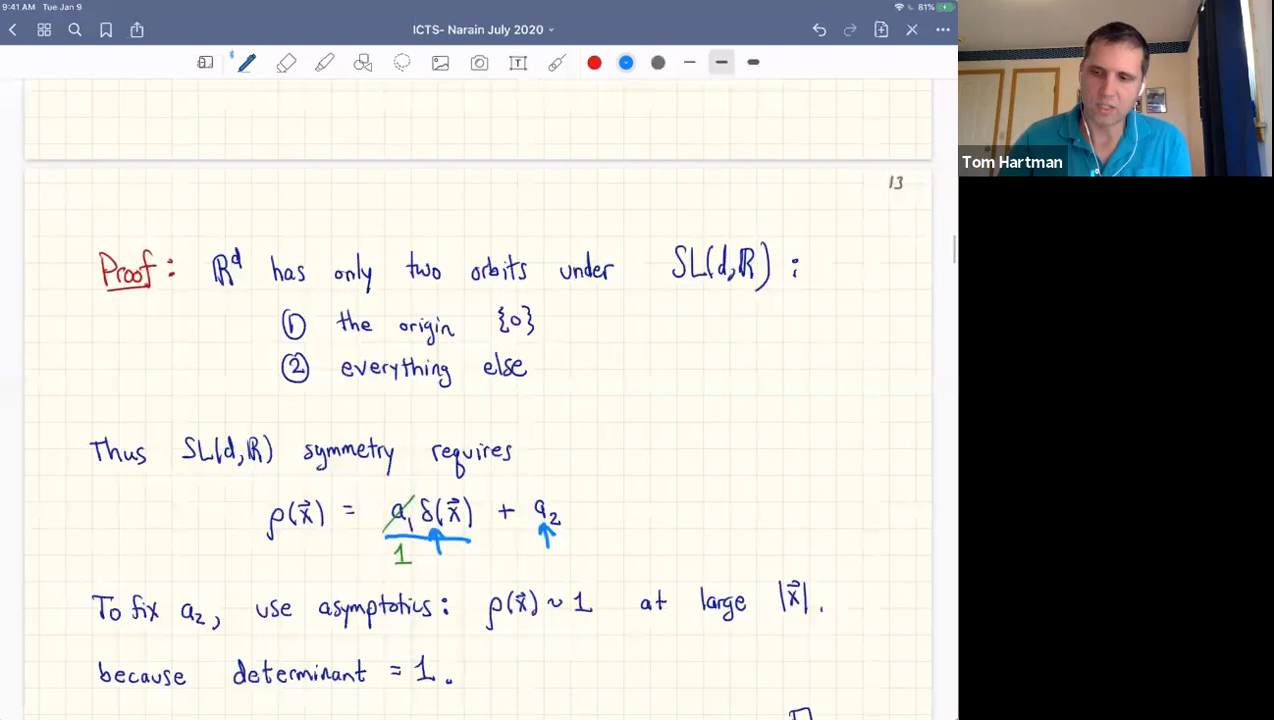 9:41 AM Tue Jan 9
81%
ICTS- Narain July 2020
T
Tom Hartman
13
Proof: ℝᵈ has only two orbits under SL(d,ℝ):
① the origin {0}
② everything else
Thus SL(d,ℝ) symmetry requires
ρ(x⃗) = a₁ δ(x⃗) + a₂
1
To fix a₂, use asymptotics: ρ(x⃗) ~ 1 at large |x⃗|.
because determinant = 1.